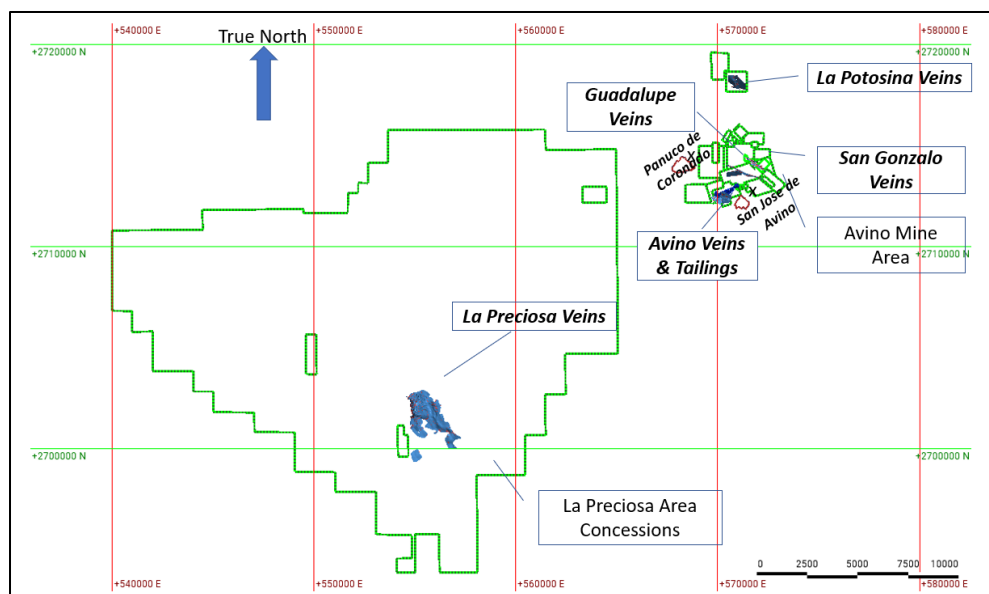 +540000 E
+550000 E
+560000 E
+570000 E
+580000 E
True North
+2720000 N
+2720000 N
La Potosina Veins
Guadalupe
Veins
Panuco de
Coronado
San Gonzalo
Veins
San Jose de
Avino
Avino Mine
Area
Avino Veins
& Tailings
+2710000 N
+2710000 N
La Preciosa Veins
+2700000 N
+2700000 N
La Preciosa Area
Concessions
0
2500
5000
7500
10000
+540000 E
+550000 E
+560000 E
+570000 E
+580000 E